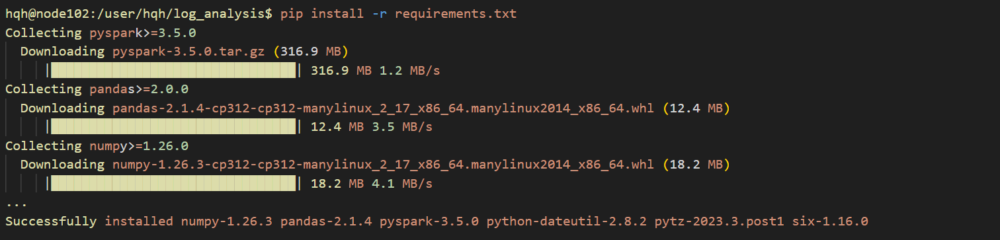 hqh@node102:/user/hqh/log_analysis$ pip install -r requirements.txt
Collecting pyspark>=3.5.0
Downloading pyspark-3.5.0.tar.gz (316.9 MB)
|████████████████████████████████| 316.9 MB 1.2 MB/s
Collecting pandas>=2.0.0
Downloading pandas-2.1.4-cp312-cp312-manylinux_2_17_x86_64.manylinux2014_x86_64.whl (12.4 MB)
|████████████████████████████████| 12.4 MB 3.5 MB/s
Collecting numpy>=1.26.0
Downloading numpy-1.26.3-cp312-cp312-manylinux_2_17_x86_64.manylinux2014_x86_64.whl (18.2 MB)
|████████████████████████████████| 18.2 MB 4.1 MB/s
...
Successfully installed numpy-1.26.3 pandas-2.1.4 pyspark-3.5.0 python-dateutil-2.8.2 pytz-2023.3.post1 six-1.16.0